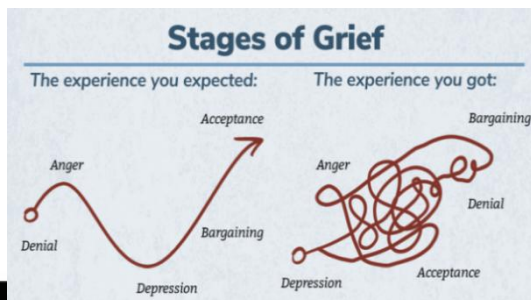 Stages of Grief
The experience you expected:
The experience you got:
Acceptance
Anger
Bargaining
Denial
Depression
Bargaining
Anger
Denial
Acceptance
Depression